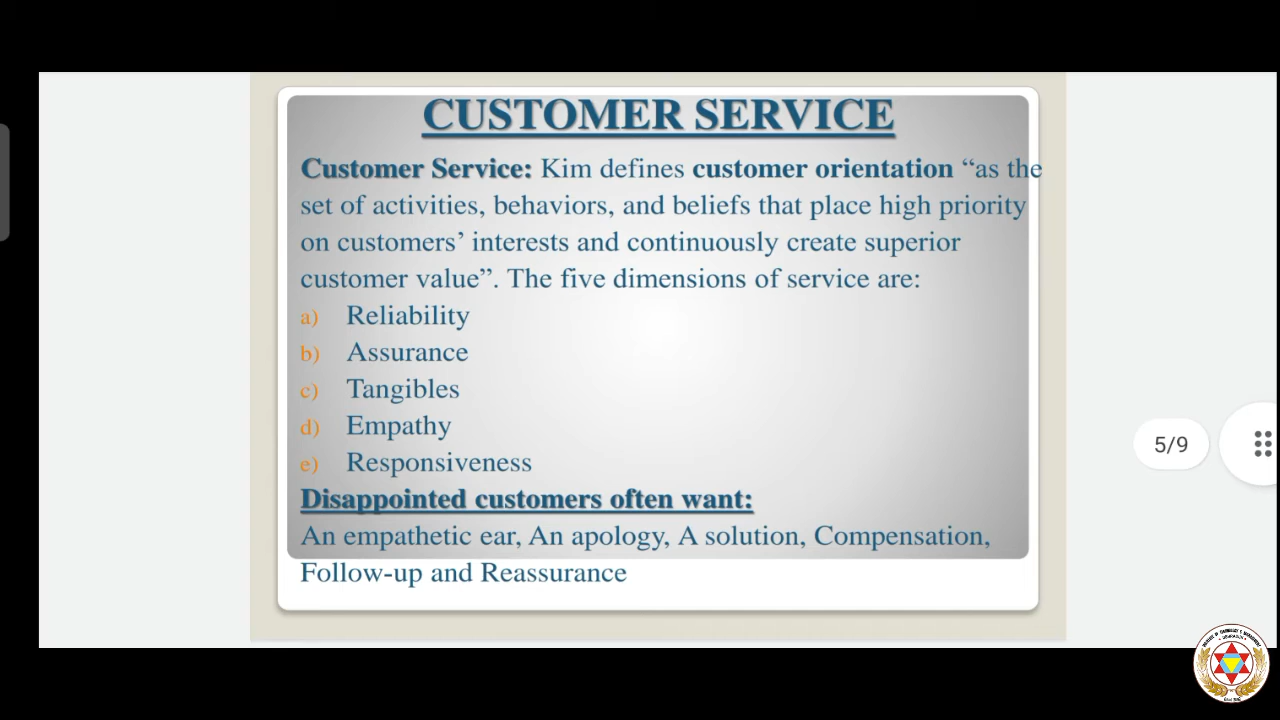 CUSTOMER SERVICE
Customer Service: Kim defines customer orientation “as the
set of activities, behaviors, and beliefs that place high priority
on customers’ interests and continuously create superior
customer value”. The five dimensions of service are:
a) Reliability
b) Assurance
c) Tangibles
d) Empathy
e) Responsiveness
Disappointed customers often want:
An empathetic ear, An apology, A solution, Compensation,
Follow-up and Reassurance
5/9